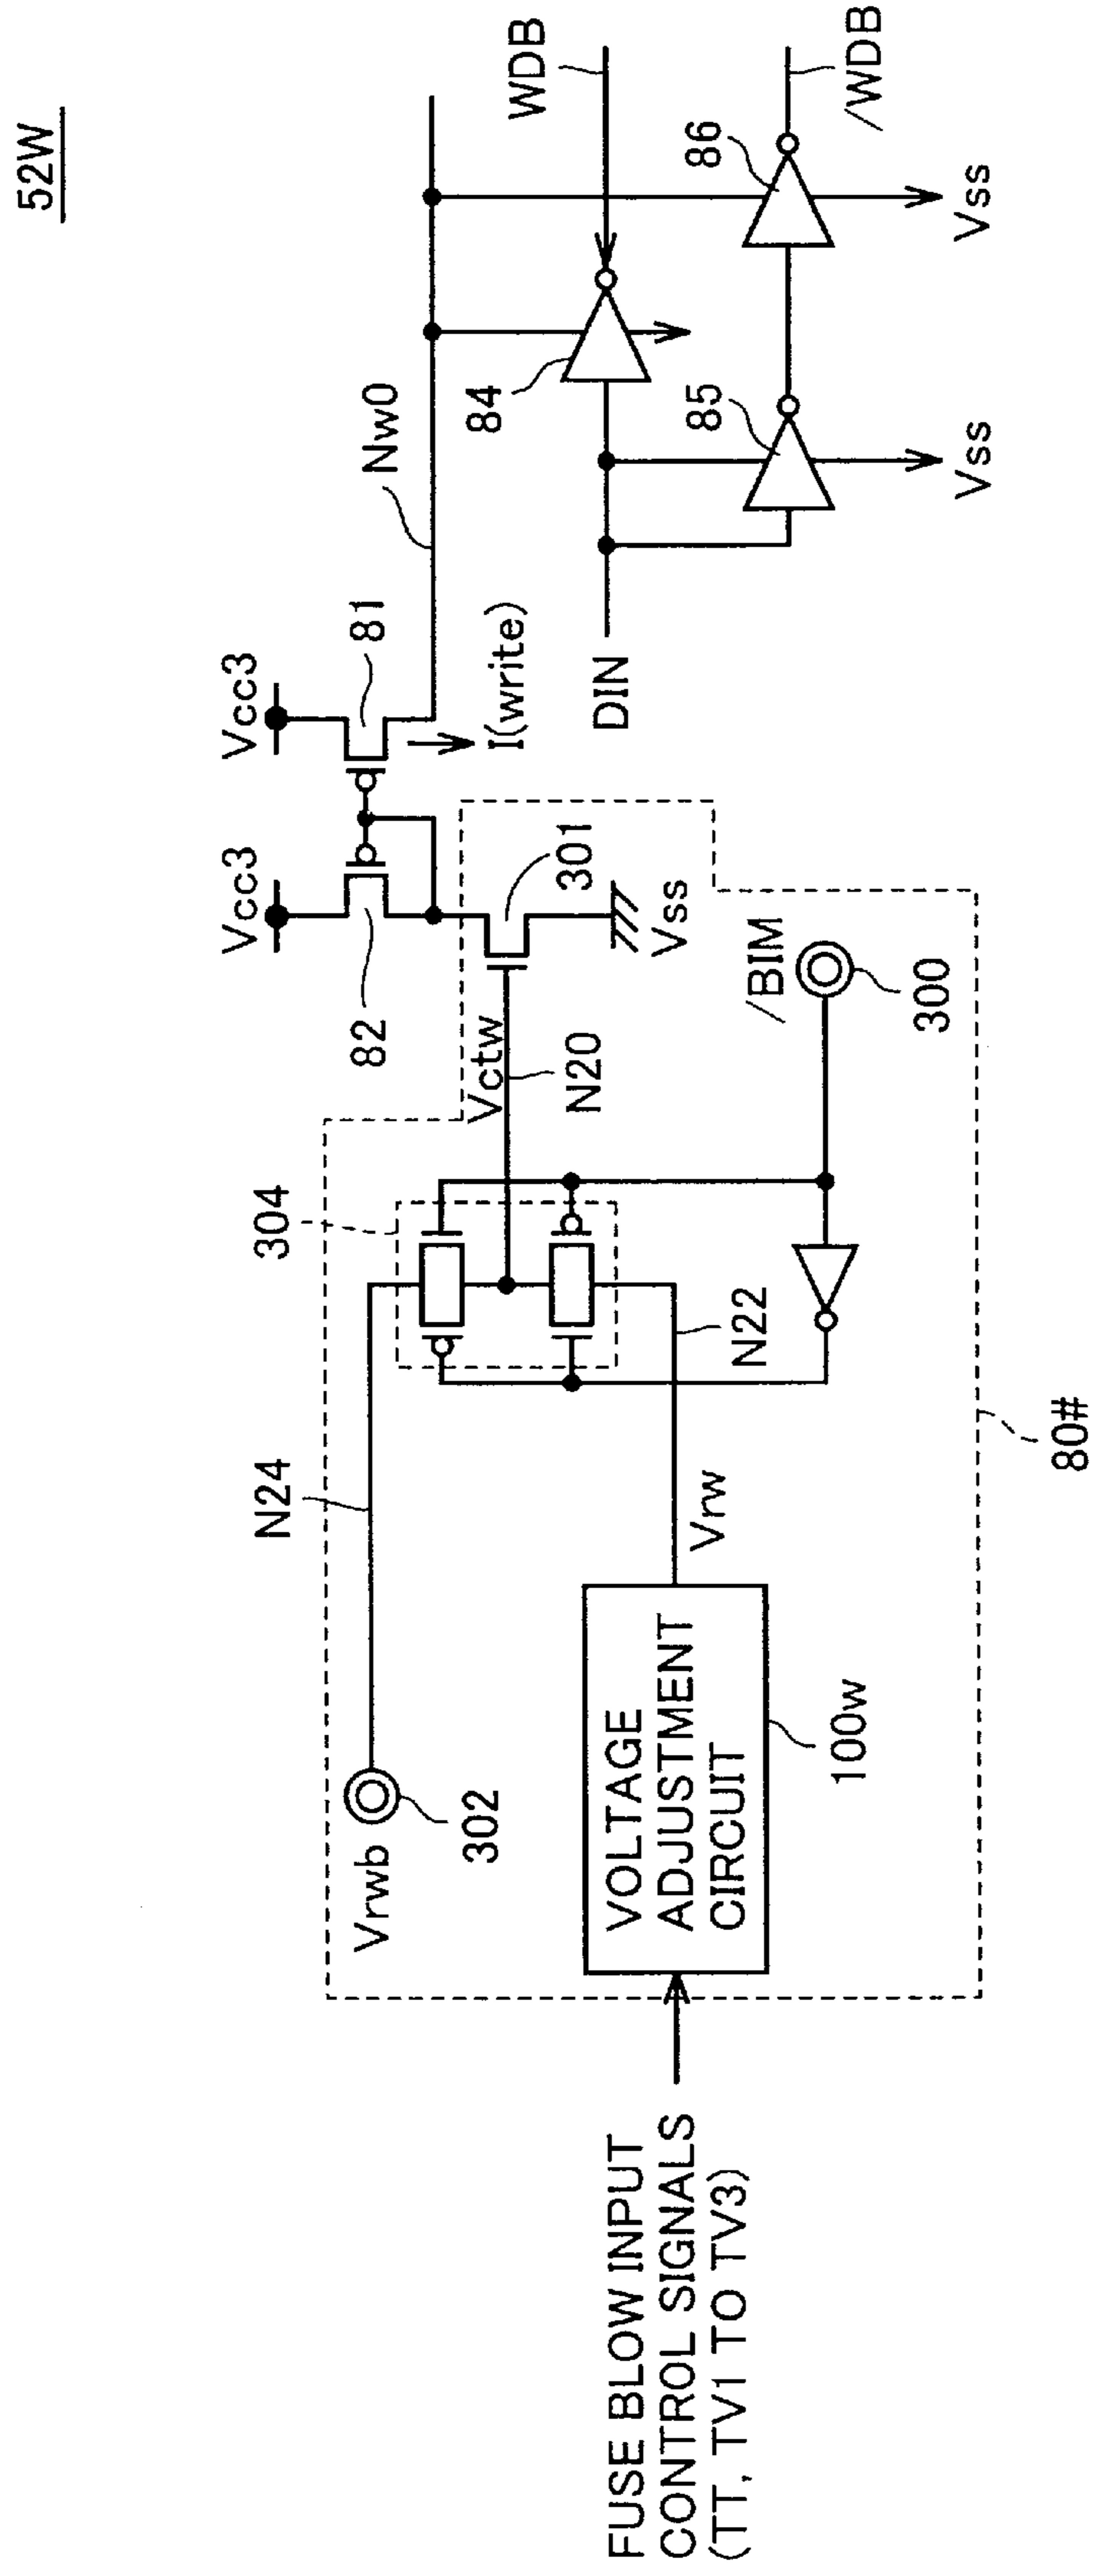 52W
Vcc3
Vcc3
82
81
I(write)
Nw0
WDB
84
DIN
85
86
Vss
Vss
/WDB
301
Vss
Vctw
N20
/BIM
300
304
N24
N22
Vrwb
302
Vrw
VOLTAGE
ADJUSTMENT
CIRCUIT
100w
80#
FUSE BLOW INPUT
CONTROL SIGNALS
(TT, TV1 TO TV3)